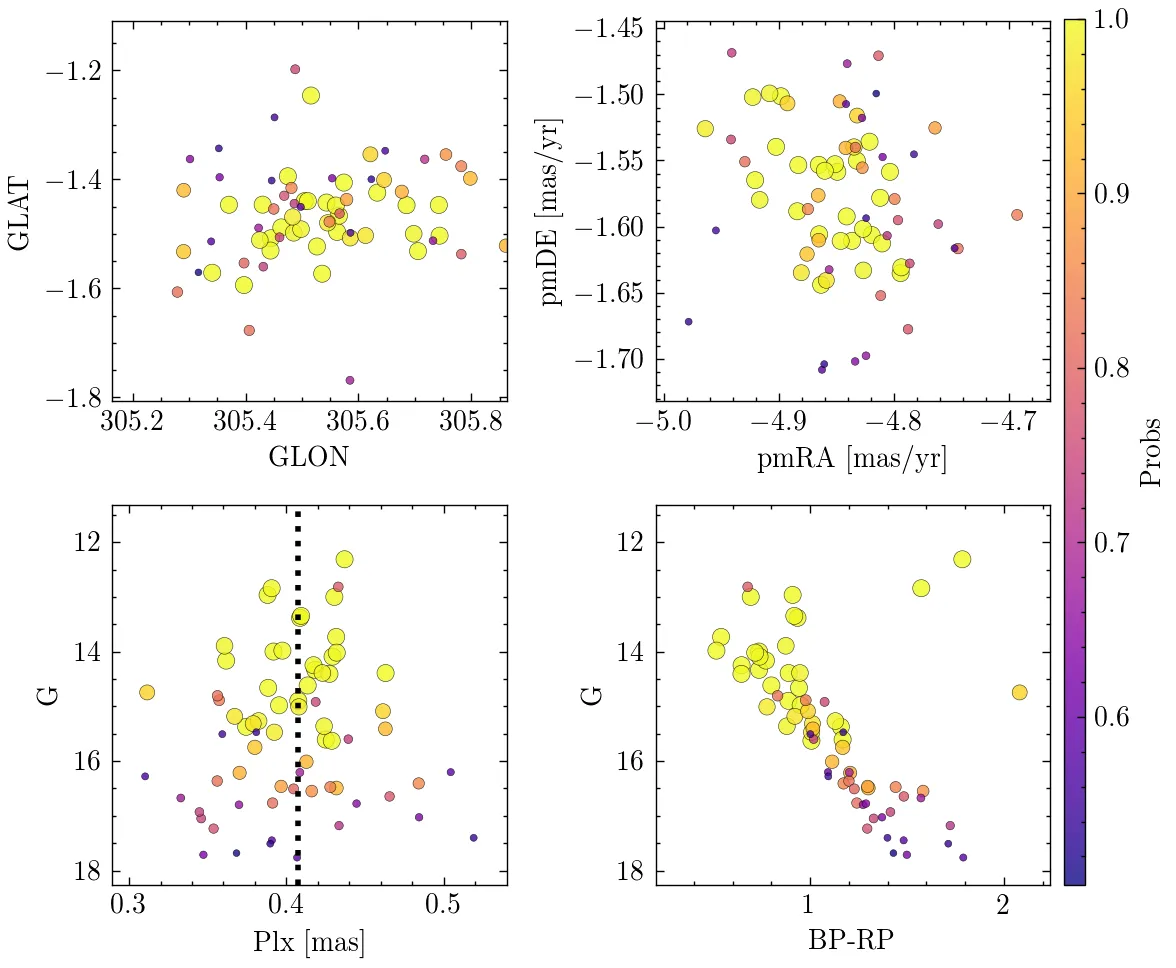 −1.2
−1.4
−1.6
−1.8
GLAT
305.2 305.4 305.6 305.8
GLON
−1.45
−1.50
−1.55
−1.60
−1.65
−1.70
pmDE [mas/yr]
−5.0 −4.9 −4.8 −4.7
pmRA [mas/yr]
12
14
16
18
G
0.3 0.4 0.5
Plx [mas]
12
14
16
18
G
1 2
BP-RP
1.0
0.9
0.8
0.7
0.6
Probs